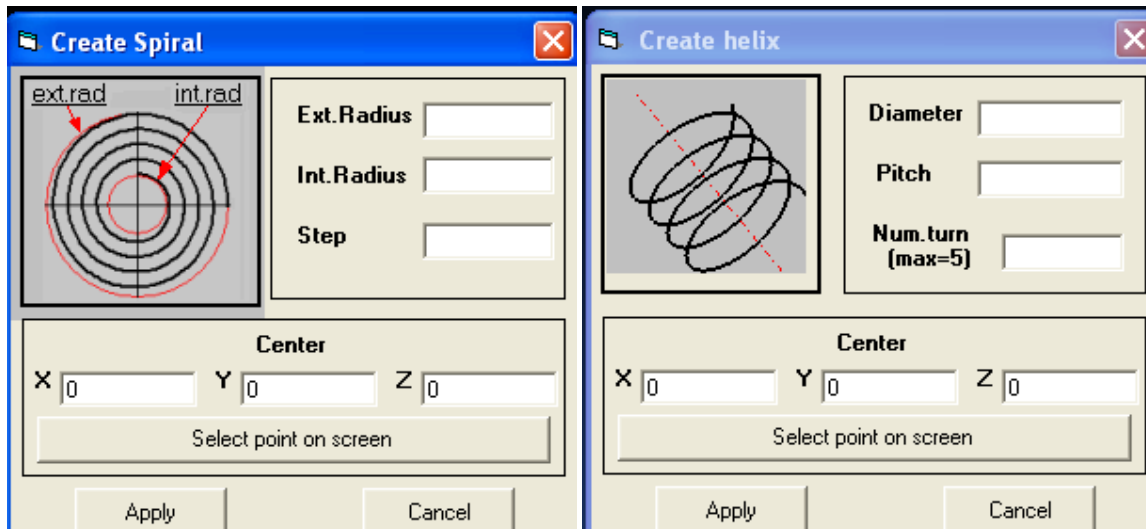 Create Spiral
ext.rad int.rad
Ext.Radius
Int.Radius
Step
Center
X 0 Y 0 Z 0
Select point on screen
Apply Cancel
Create helix
Diameter
Pitch
Num.turn
(max=5)
Center
X 0 Y 0 Z 0
Select point on screen
Apply Cancel